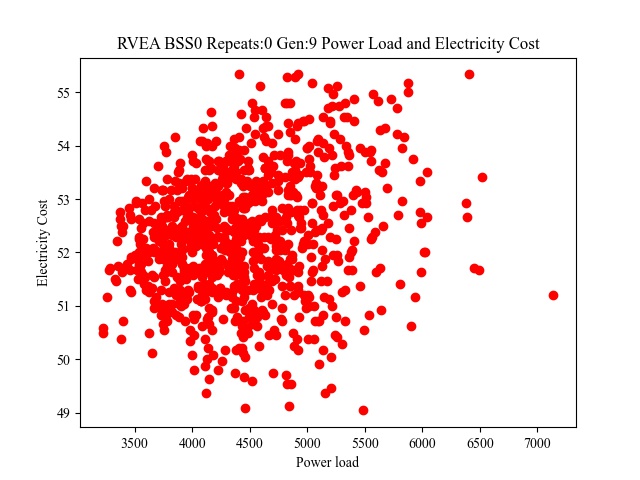 RVEA BSS0 Repeats:0 Gen:9 Power Load and Electricity Cost
55
54
53
52
51
50
49
Electricity Cost
3500 4000 4500 5000 5500 6000 6500 7000
Power load